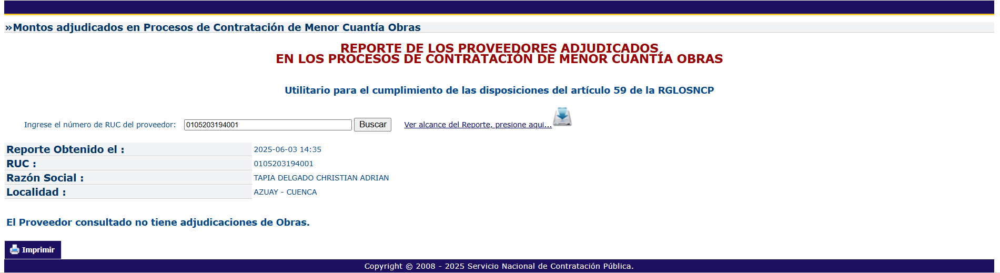 »Montos adjudicados en Procesos de Contratación de Menor Cuantía Obras
REPORTE DE LOS PROVEEDORES ADJUDICADOS
EN LOS PROCESOS DE CONTRATACIÓN DE MENOR CUANTÍA OBRAS
Utilitario para el cumplimiento de las disposiciones del artículo 59 de la RGLOSNCP
Ingrese el número de RUC del proveedor: 0105203194001 Buscar Ver alcance del Reporte, presione aqui...
Reporte Obtenido el : 2025-06-03 14:35
RUC : 0105203194001
Razón Social : TAPIA DELGADO CHRISTIAN ADRIAN
Localidad : AZUAY - CUENCA
El Proveedor consultado no tiene adjudicaciones de Obras.
Imprimir
Copyright © 2008 - 2025 Servicio Nacional de Contratación Pública.